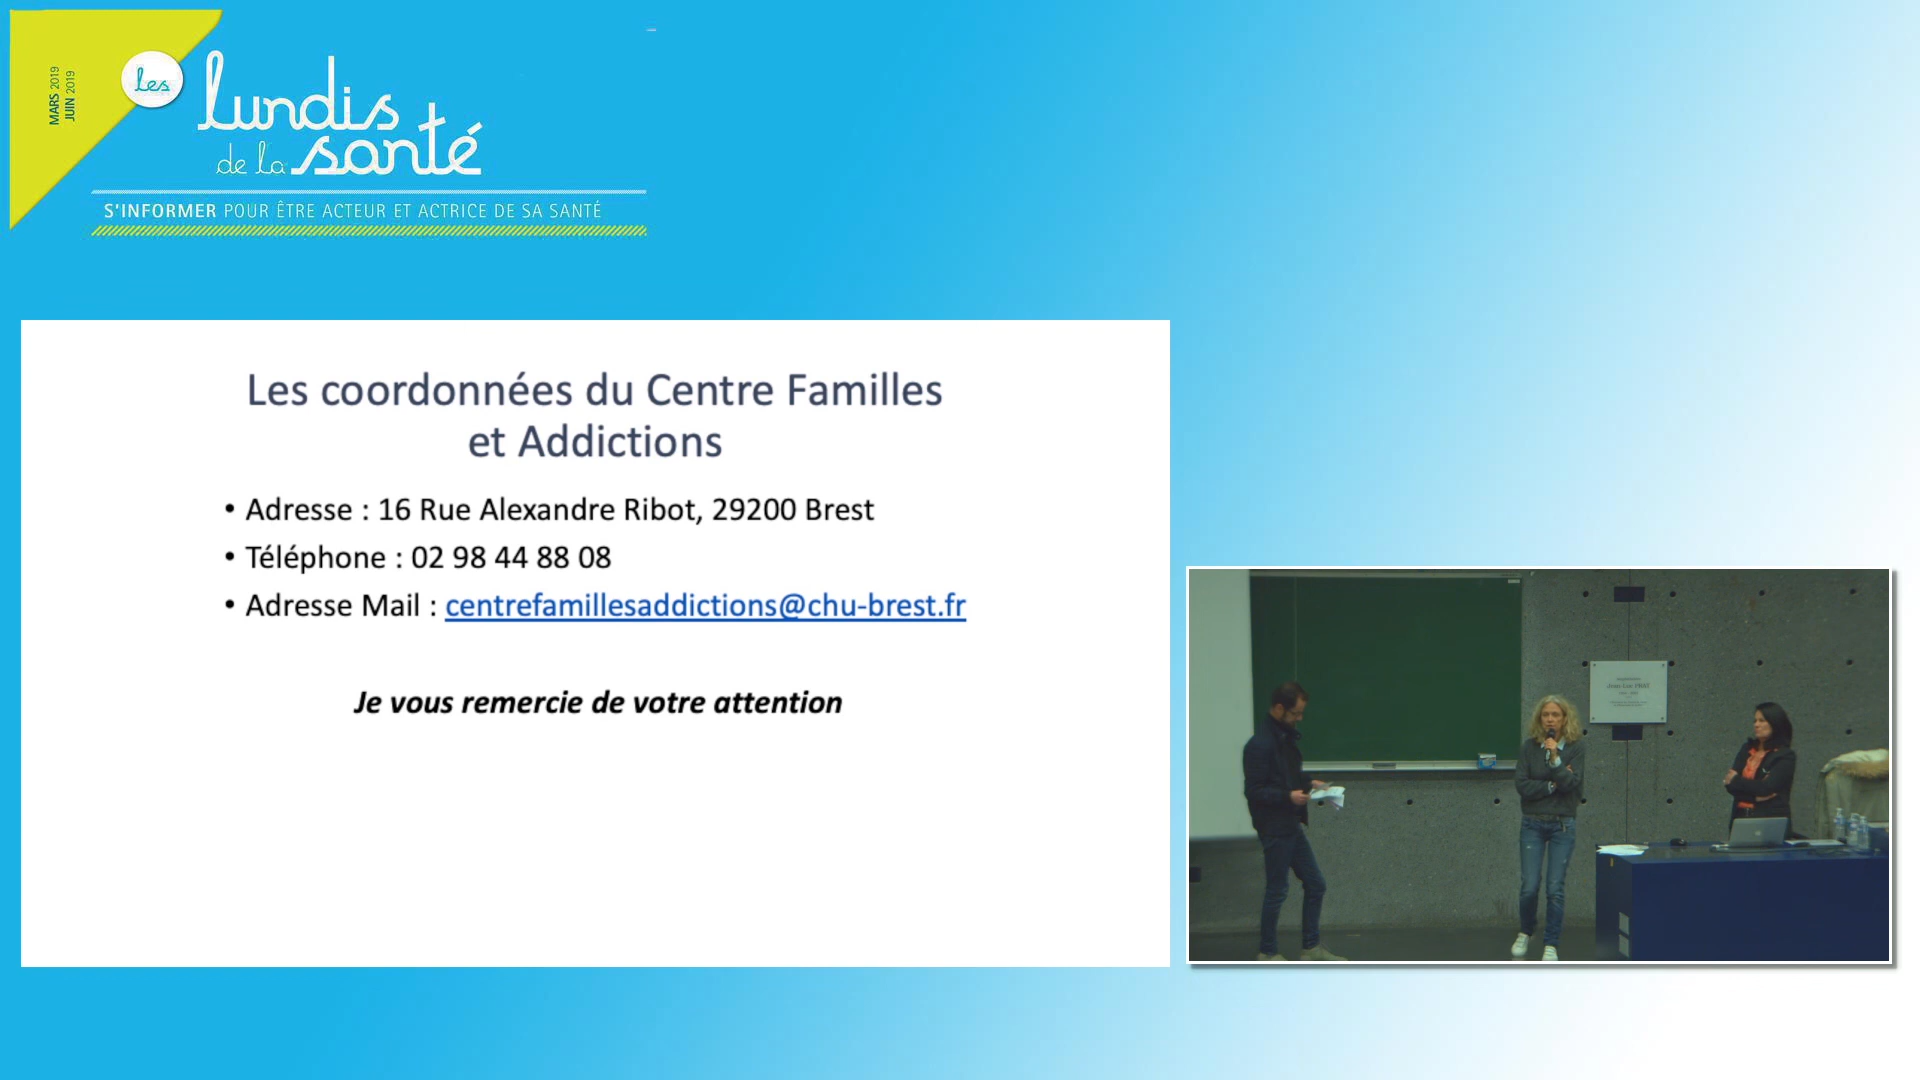 MARS 2019
JUIN 2019
les
lundis
de la santé
S'INFORMER POUR ÊTRE ACTEUR ET ACTRICE DE SA SANTÉ
Les coordonnées du Centre Familles
et Addictions
• Adresse : 16 Rue Alexandre Ribot, 29200 Brest
• Téléphone : 02 98 44 88 08
• Adresse Mail : centrefamillesaddictions@chu-brest.fr
Je vous remercie de votre attention